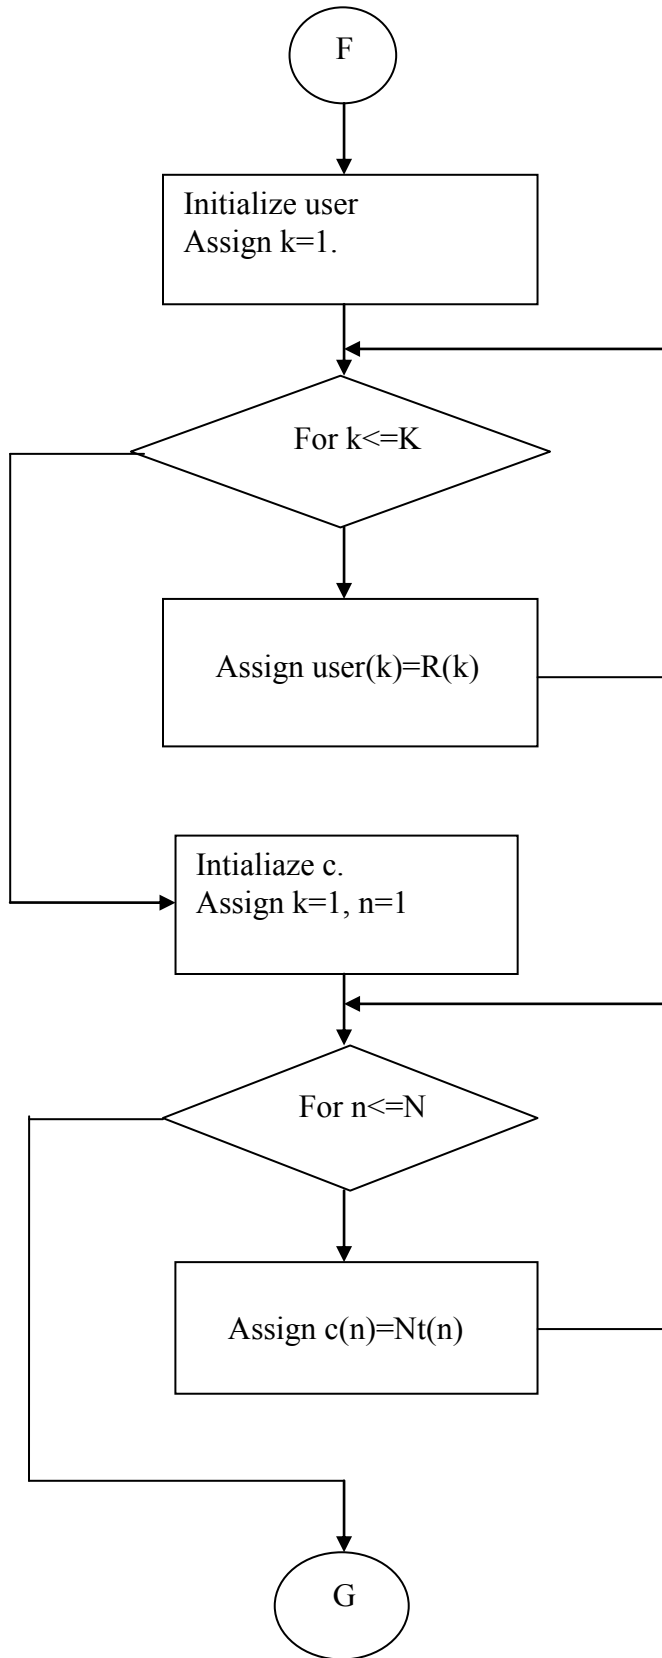 F
Initialize user
Assign k=1.
For k<=K
Assign user(k)=R(k)
Intialiaze c.
Assign k=1, n=1
For n<=N
Assign c(n)=Nt(n)
G